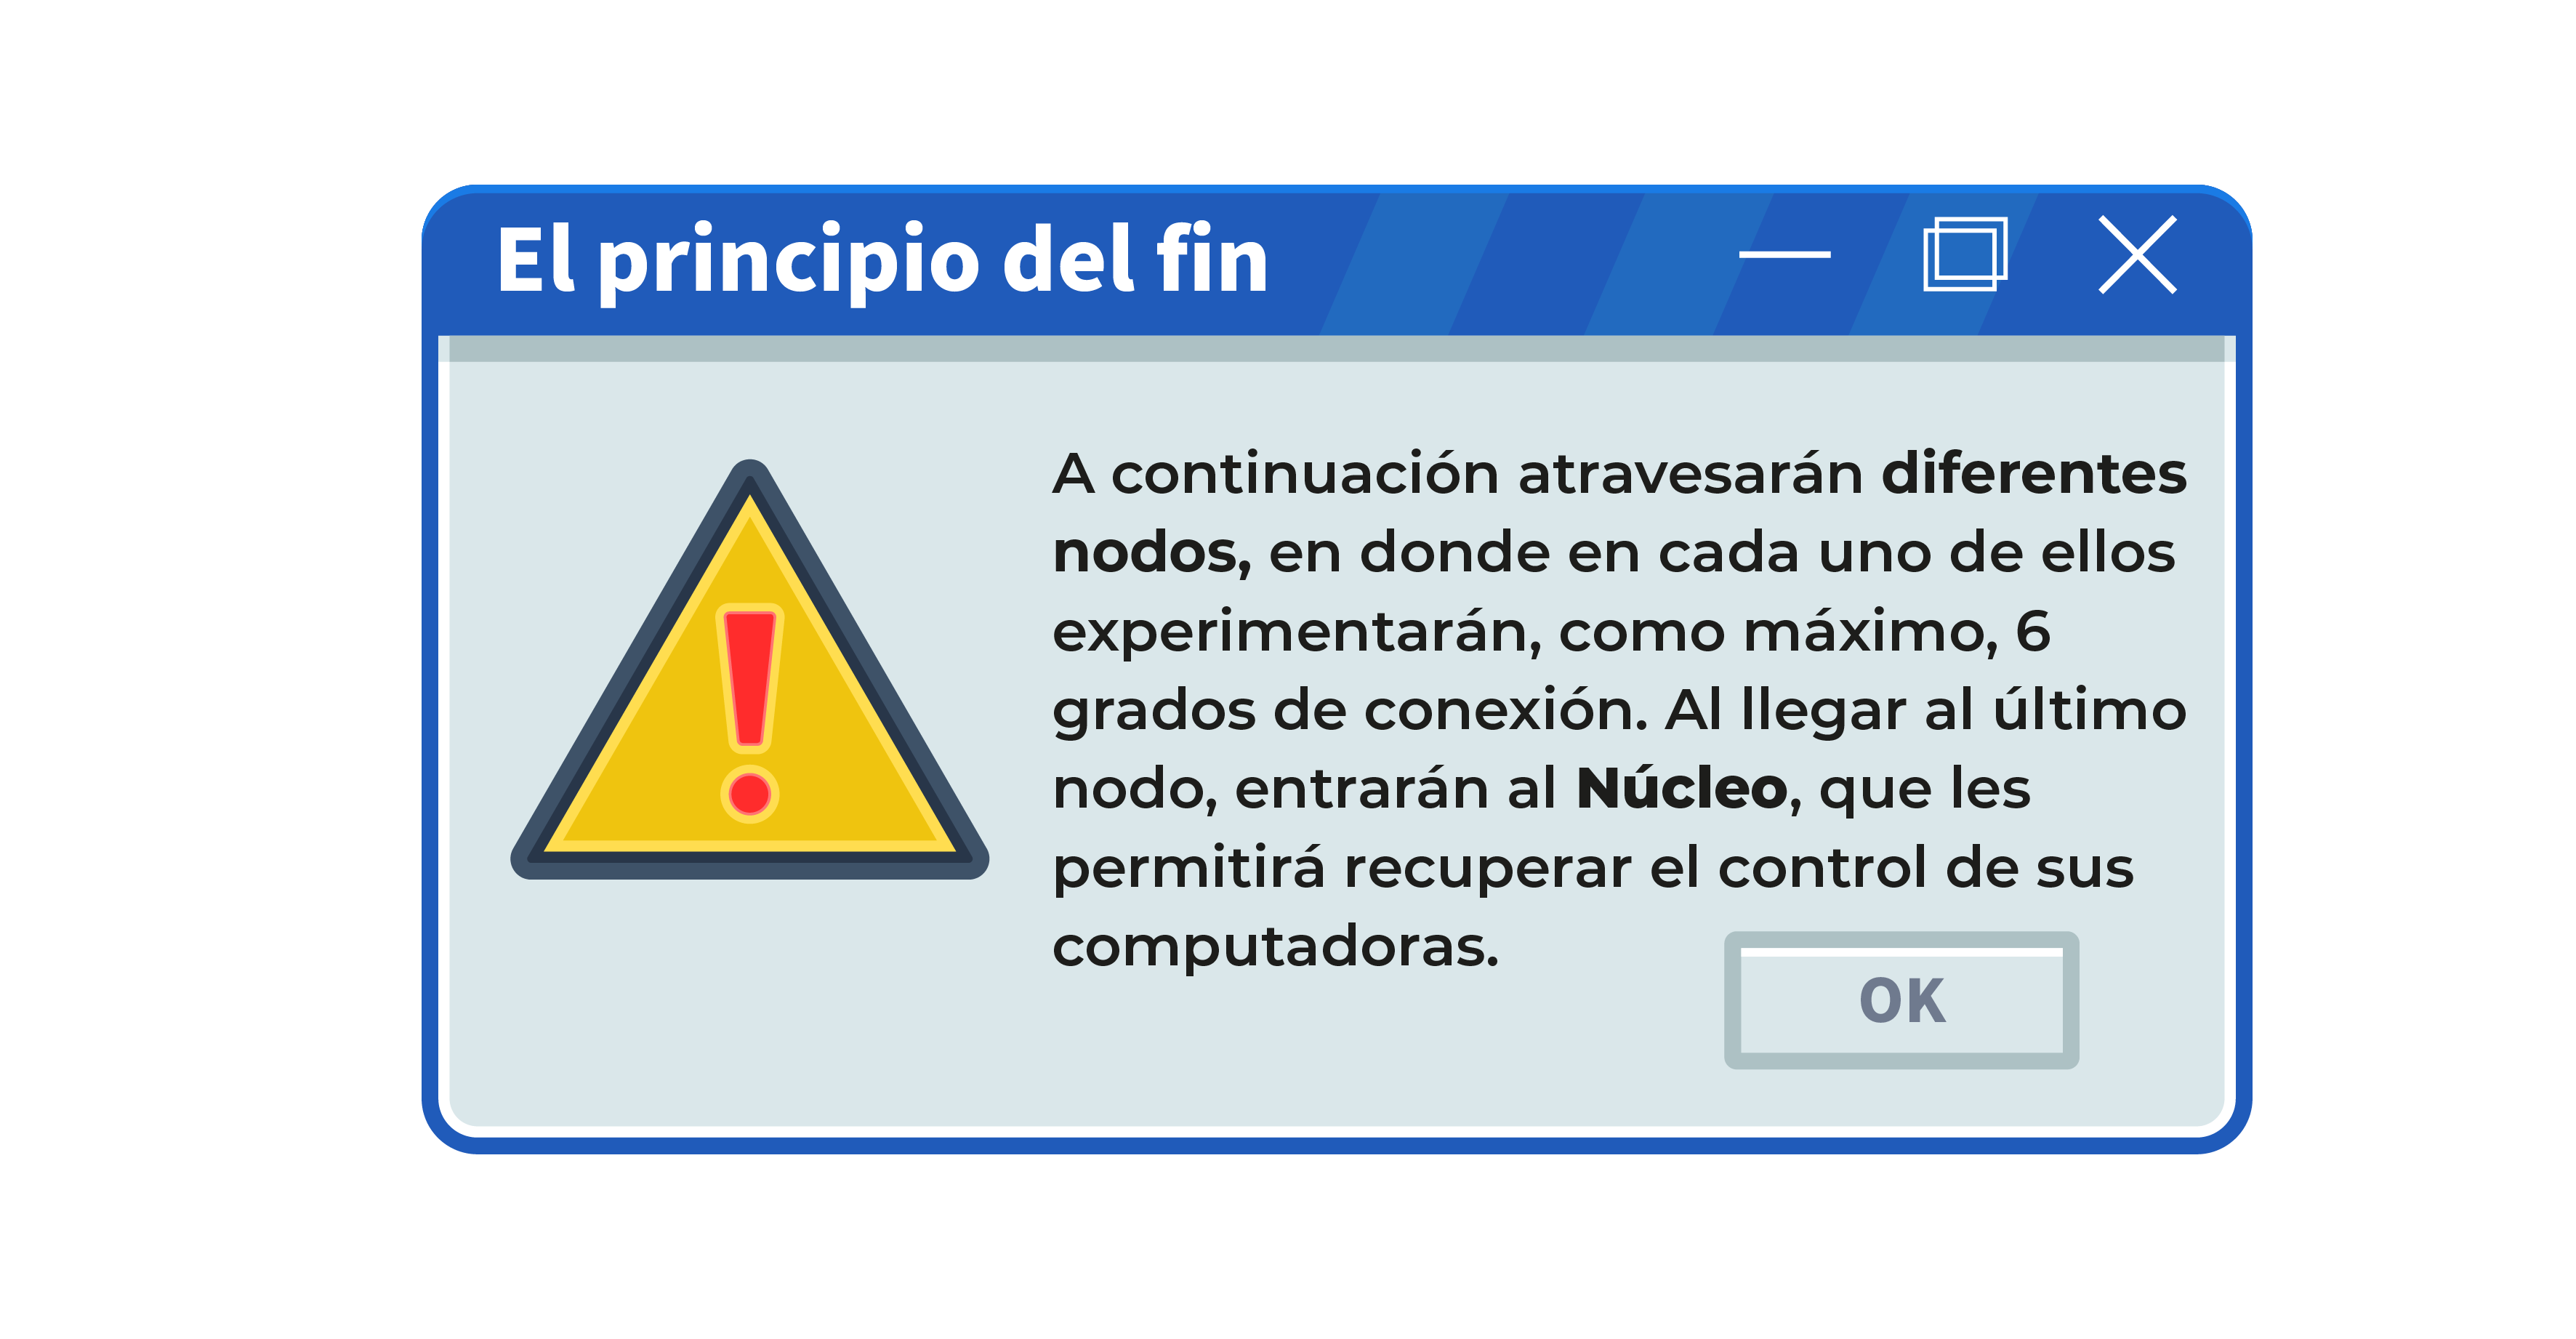 El principio del fin
A continuación atravesarán diferentes
nodos, en donde en cada uno de ellos
experimentarán, como máximo, 6
grados de conexión. Al llegar al último
nodo, entrarán al Núcleo, que les
permitirá recuperar el control de sus
computadoras.
OK